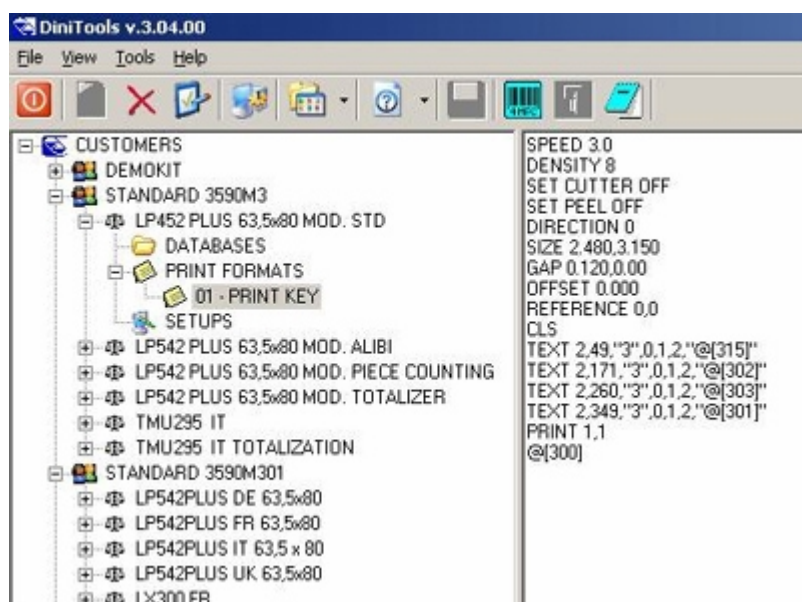 DiniTools v.3.04.00
File View Tools Help
CUSTOMERS
DEMOKIT
STANDARD 3590M3
LP452 PLUS 63,5x80 MOD. STD
DATABASES
PRINT FORMATS
01 - PRINT KEY
SETUPS
LP542 PLUS 63,5x80 MOD. ALIBI
LP542 PLUS 63,5x80 MOD. PIECE COUNTING
LP542 PLUS 63,5x80 MOD. TOTALIZER
TMU295 IT
TMU295 IT TOTALIZATION
STANDARD 3590M301
LP542PLUS DE 63,5x80
LP542PLUS FR 63,5x80
LP542PLUS IT 63,5 x 80
LP542PLUS UK 63,5x80
LX300 FR
SPEED 3.0
DENSITY 8
SET CUTTER OFF
SET PEEL OFF
DIRECTION 0
SIZE 2.480,3.150
GAP 0.120,0.00
OFFSET 0.000
REFERENCE 0,0
CLS
TEXT 2,49,"3",0,1,2,"@[315]"
TEXT 2,171,"3",0,1,2,"@[302]"
TEXT 2,260,"3",0,1,2,"@[303]"
TEXT 2,349,"3",0,1,2,"@[301]"
PRINT 1,1
@[300]